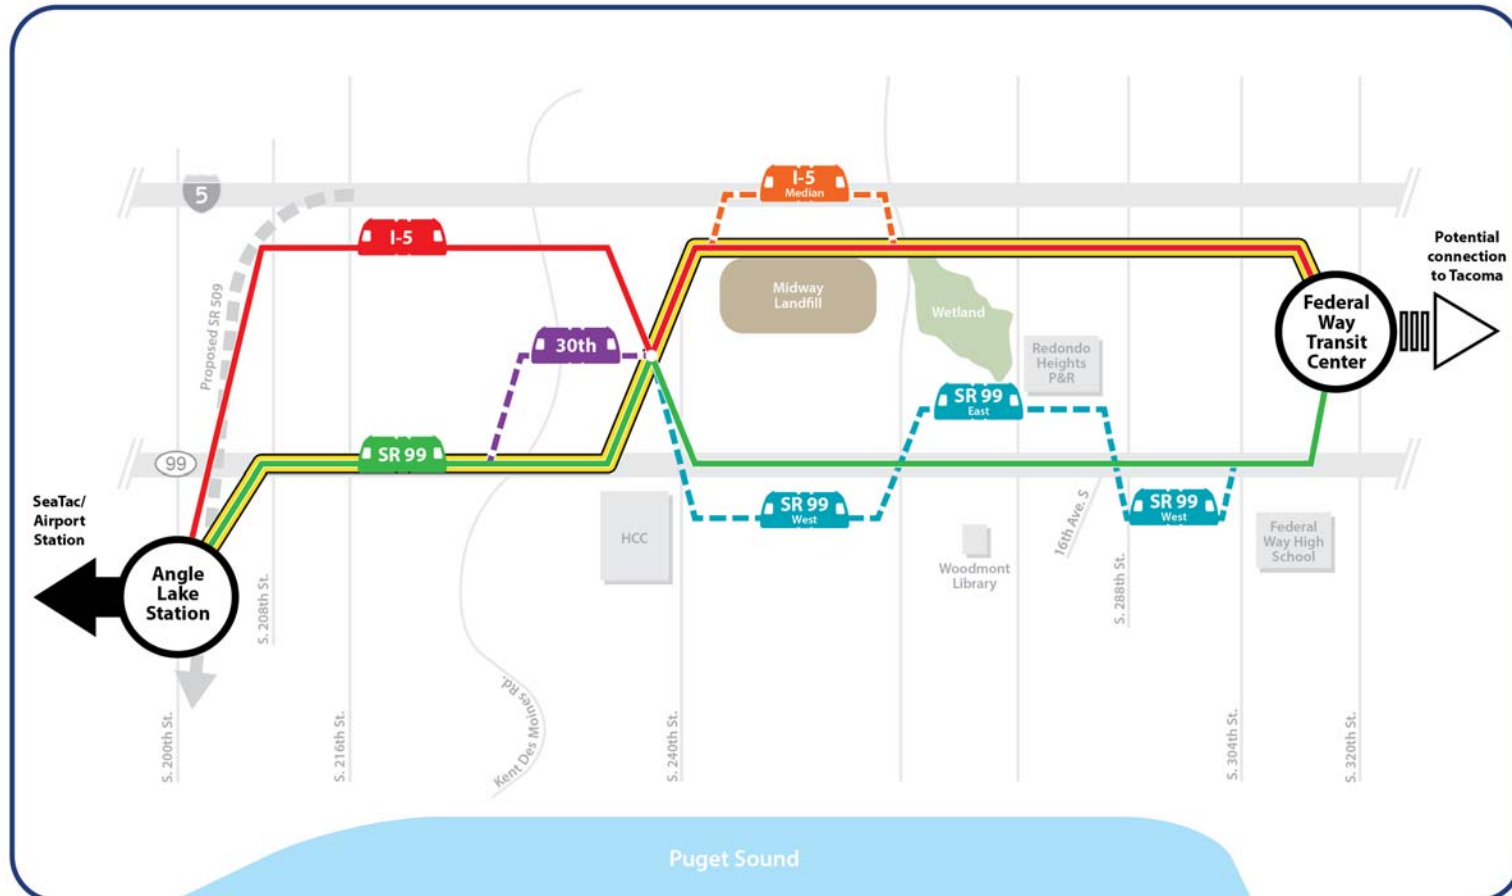 I-5
Median
5
I-5
Potential
connection
to Tacoma
Proposed SR 509
Midway
Landfill
Wetland
Federal
Way
Transit
Center
30th
Redondo
Heights
P&R
SR 99
East
99
SR 99
SeaTac/
Airport
Station
SR 99
West
SR 99
West
HCC
16th Ave. S
Federal
Way High
School
Woodmont
Library
Angle
Lake
Station
S. 208th St.
S. 288th St.
Kent Des Moines Rd.
S. 200th St.
S. 216th St.
S. 240th St.
S. 304th St.
S. 320th St.
Puget Sound